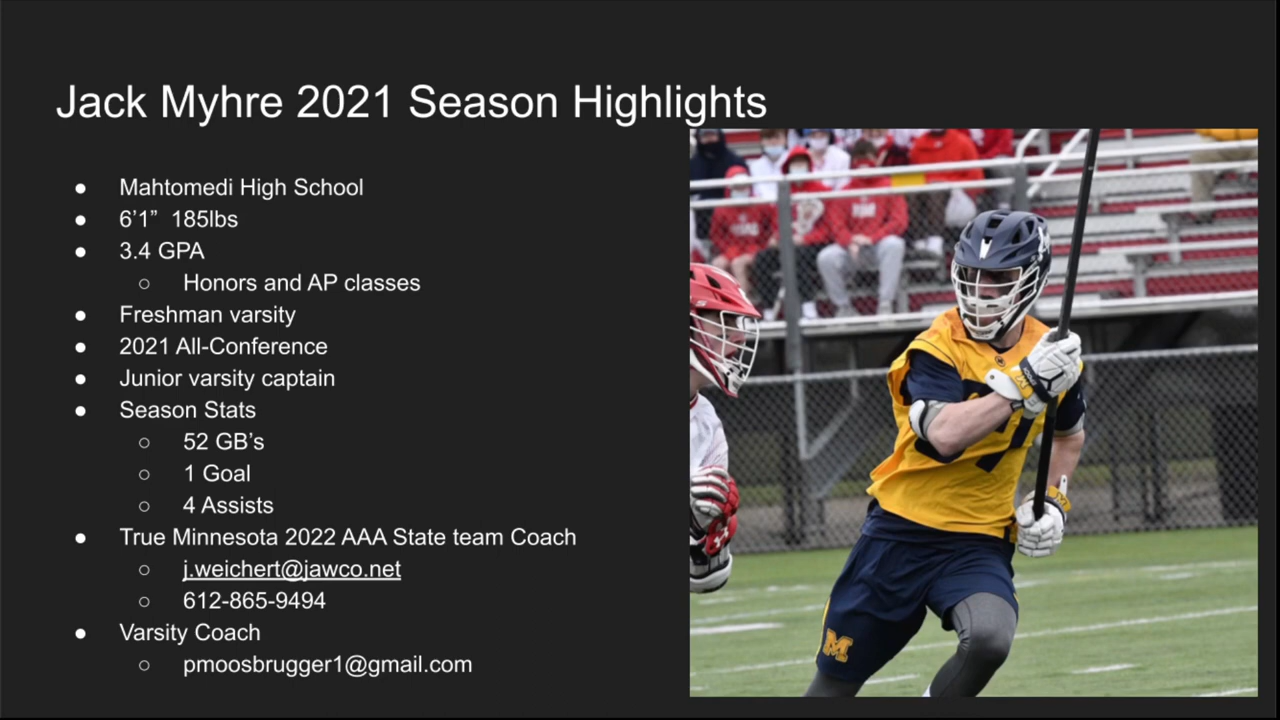 Jack Myhre 2021 Season Highlights
● Mahtomedi High School
● 6’1” 185lbs
● 3.4 GPA
○ Honors and AP classes
● Freshman varsity
● 2021 All-Conference
● Junior varsity captain
● Season Stats
○ 52 GB’s
○ 1 Goal
○ 4 Assists
● True Minnesota 2022 AAA State team Coach
○ j.weichert@jawco.net
○ 612-865-9494
● Varsity Coach
○ pmoosbrugger1@gmail.com
M